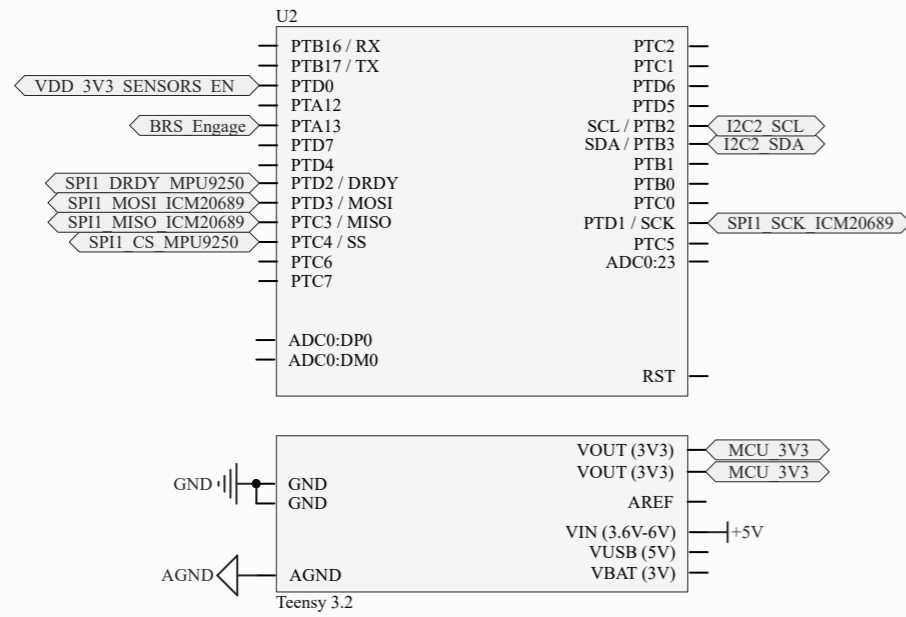 U2
PTB16 / RX
PTC2
PTB17 / TX
PTC1
VDD_3V3_SENSORS_EN
PTD0
PTD6
PTA12
PTD5
BRS_Engage
PTA13
SCL / PTB2
I2C2_SCL
PTD7
SDA / PTB3
I2C2_SDA
PTD4
PTB1
SPI1_DRDY_MPU9250
PTD2 / DRDY
PTB0
SPI1_MOSI_ICM20689
PTD3 / MOSI
PTC0
SPI1_MISO_ICM20689
PTC3 / MISO
PTD1 / SCK
SPI1_SCK_ICM20689
SPI1_CS_MPU9250
PTC4 / SS
PTC5
PTC6
ADC0:23
PTC7
ADC0:DP0
ADC0:DM0
RST
VOUT (3V3)
MCU_3V3
VOUT (3V3)
MCU_3V3
GND
GND
GND
AREF
VIN (3.6V-6V)
+5V
VUSB (5V)
AGND
AGND
VBAT (3V)
Teensy 3.2